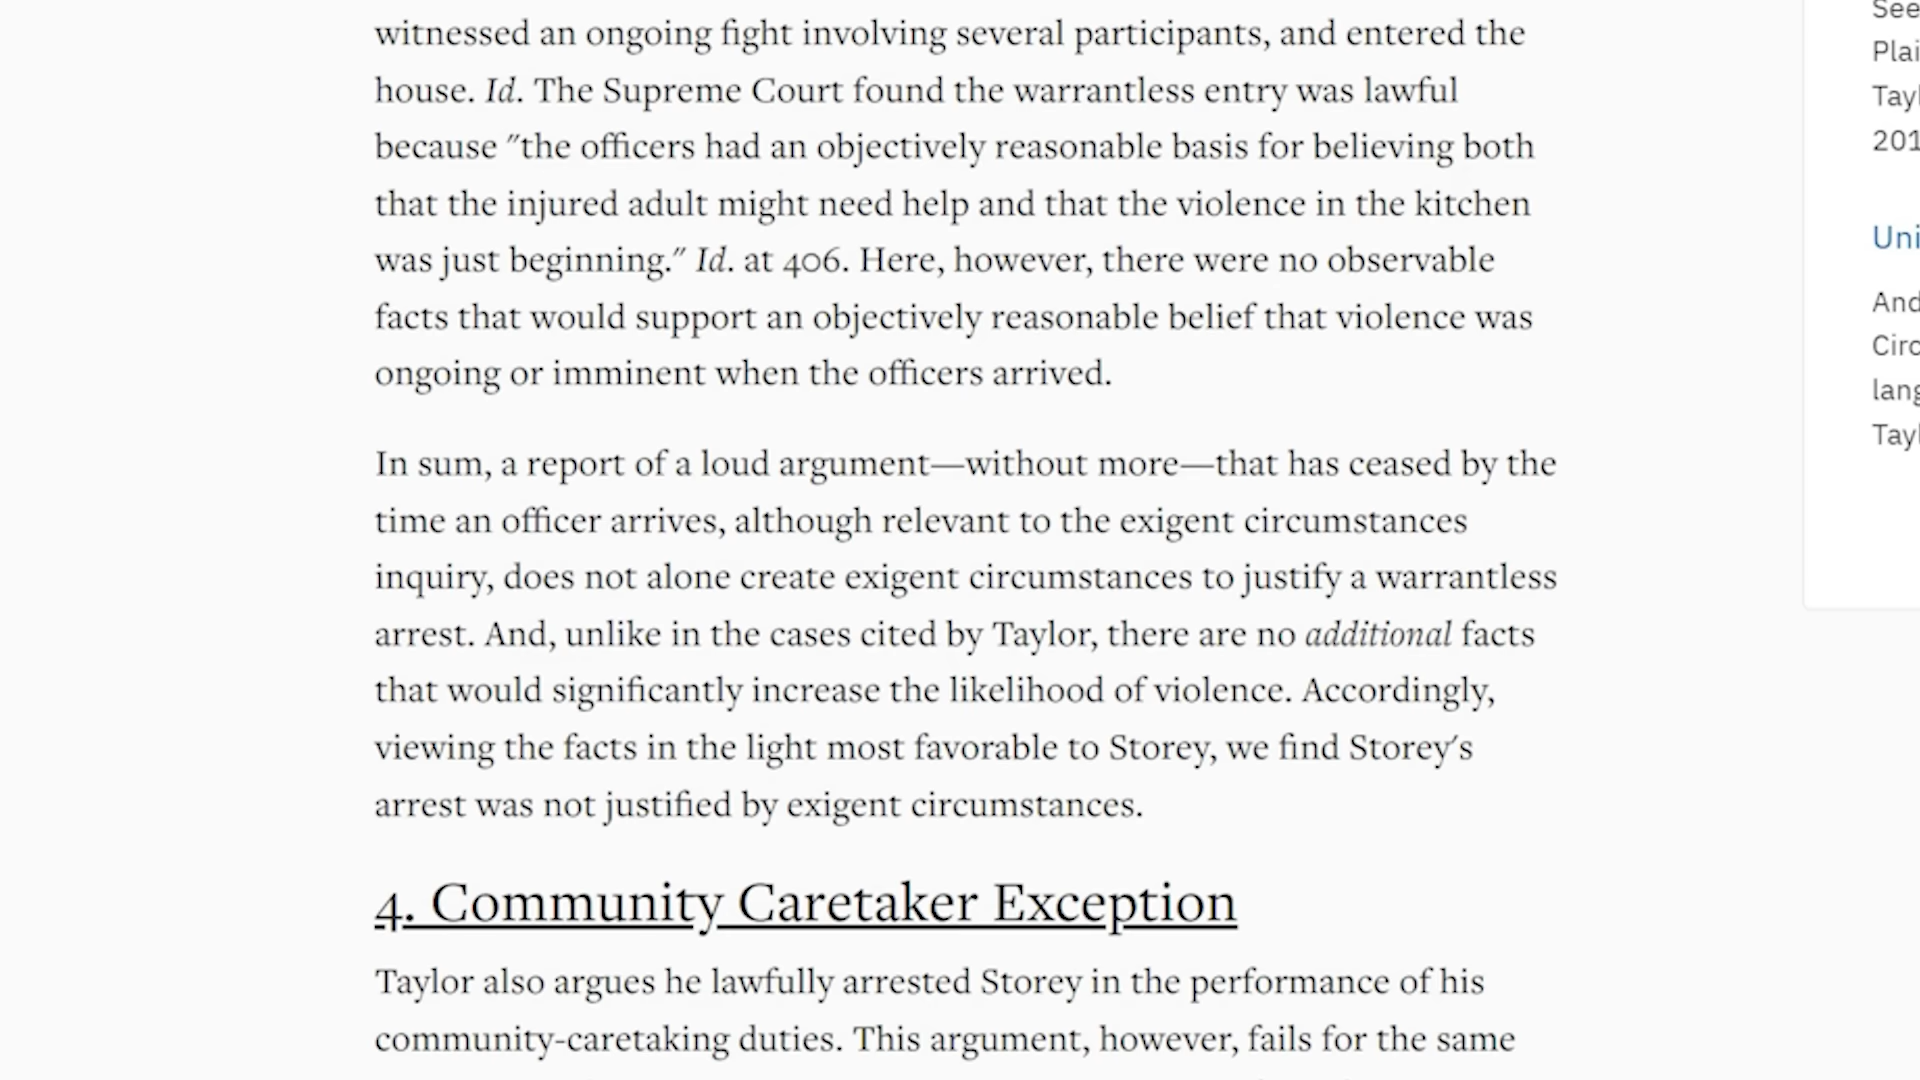 witnessed an ongoing fight involving several participants, and entered the
house. Id. The Supreme Court found the warrantless entry was lawful
because "the officers had an objectively reasonable basis for believing both
that the injured adult might need help and that the violence in the kitchen
was just beginning." Id. at 406. Here, however, there were no observable
facts that would support an objectively reasonable belief that violence was
ongoing or imminent when the officers arrived.
In sum, a report of a loud argument—without more—that has ceased by the
time an officer arrives, although relevant to the exigent circumstances
inquiry, does not alone create exigent circumstances to justify a warrantless
arrest. And, unlike in the cases cited by Taylor, there are no additional facts
that would significantly increase the likelihood of violence. Accordingly,
viewing the facts in the light most favorable to Storey, we find Storey's
arrest was not justified by exigent circumstances.
4. Community Caretaker Exception
Taylor also argues he lawfully arrested Storey in the performance of his
community-caretaking duties. This argument, however, fails for the same
See
Plai
Tayl
201
Uni
And
Circ
lang
Tayl